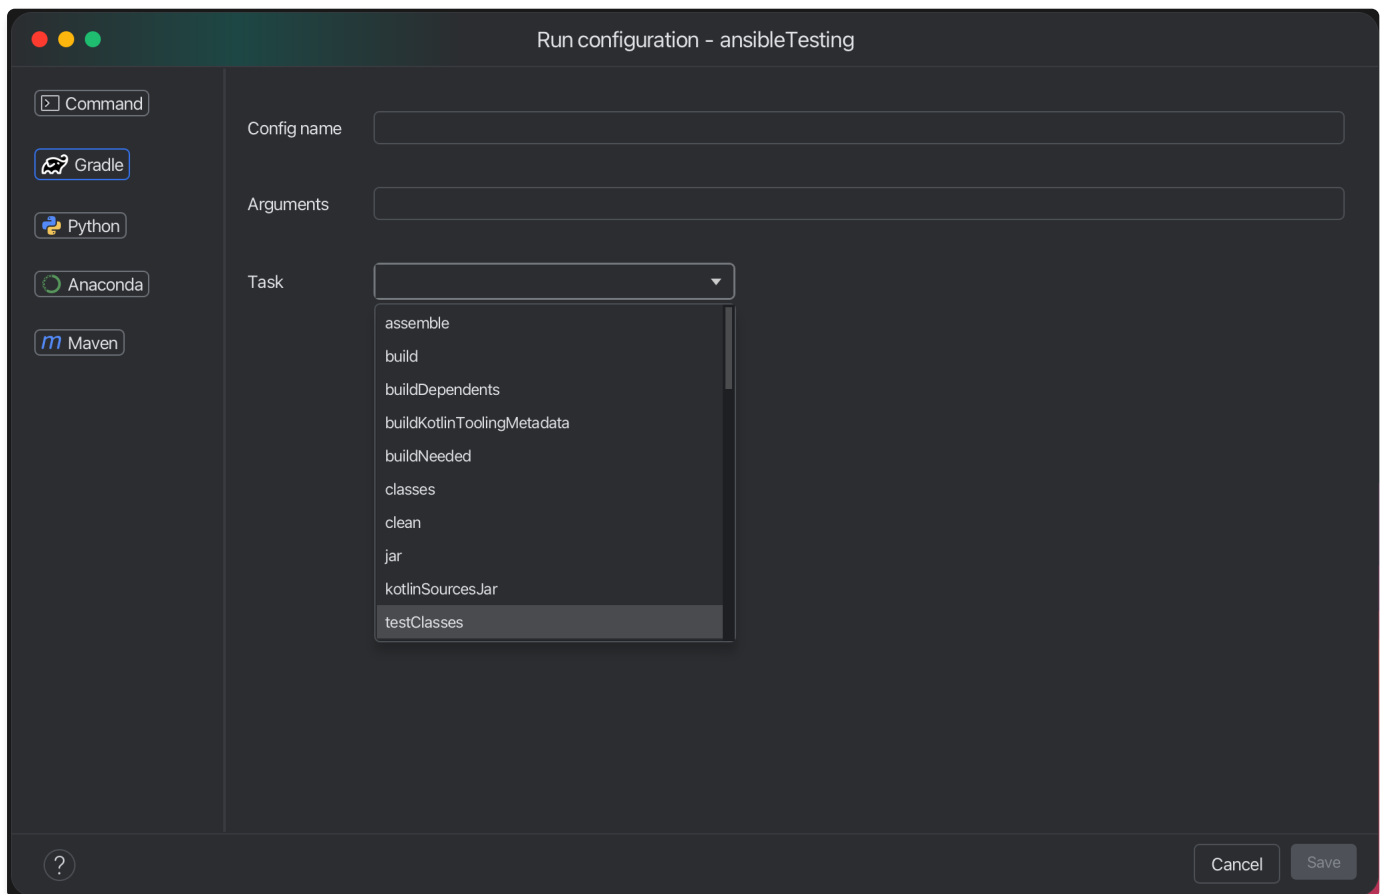 Run configuration - ansibleTesting
Command
Gradle
Python
Anaconda
m Maven
Config name
Arguments
Task
assemble
build
buildDependents
buildKotlinToolingMetadata
buildNeeded
classes
clean
jar
kotlinSourcesJar
testClasses
?
Cancel
Save